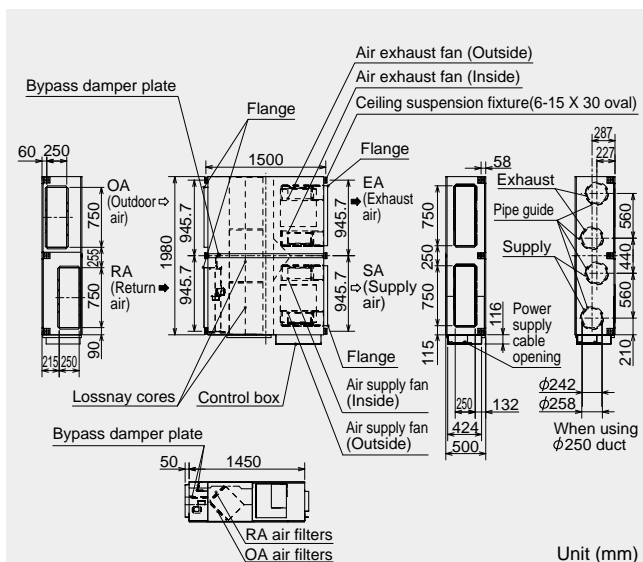 Air exhaust fan (Outside)
Air exhaust fan (Inside)
Bypass damper plate
Ceiling suspension fixture(6-15 X 30 oval)
Flange
287
227
60 250
1500
Flange
58
OA
(Outdoor
air)
EA
(Exhaust
air)
Exhaust
Pipe guide
Supply
750
255
750
90
1980
945.7
945.7
945.7
945.7
750
250
750
115
116
560
440
560
210
RA
(Return
air)
SA
(Supply
air)
Power
supply
cable
opening
215 250
Flange
Lossnay cores
Control box
Air supply fan
(Inside)
Air supply fan
(Outside)
250
132
424
500
ϕ242
ϕ258
When using
ϕ250 duct
Bypass damper plate
50
1450
RA air filters
OA air filters
Unit (mm)